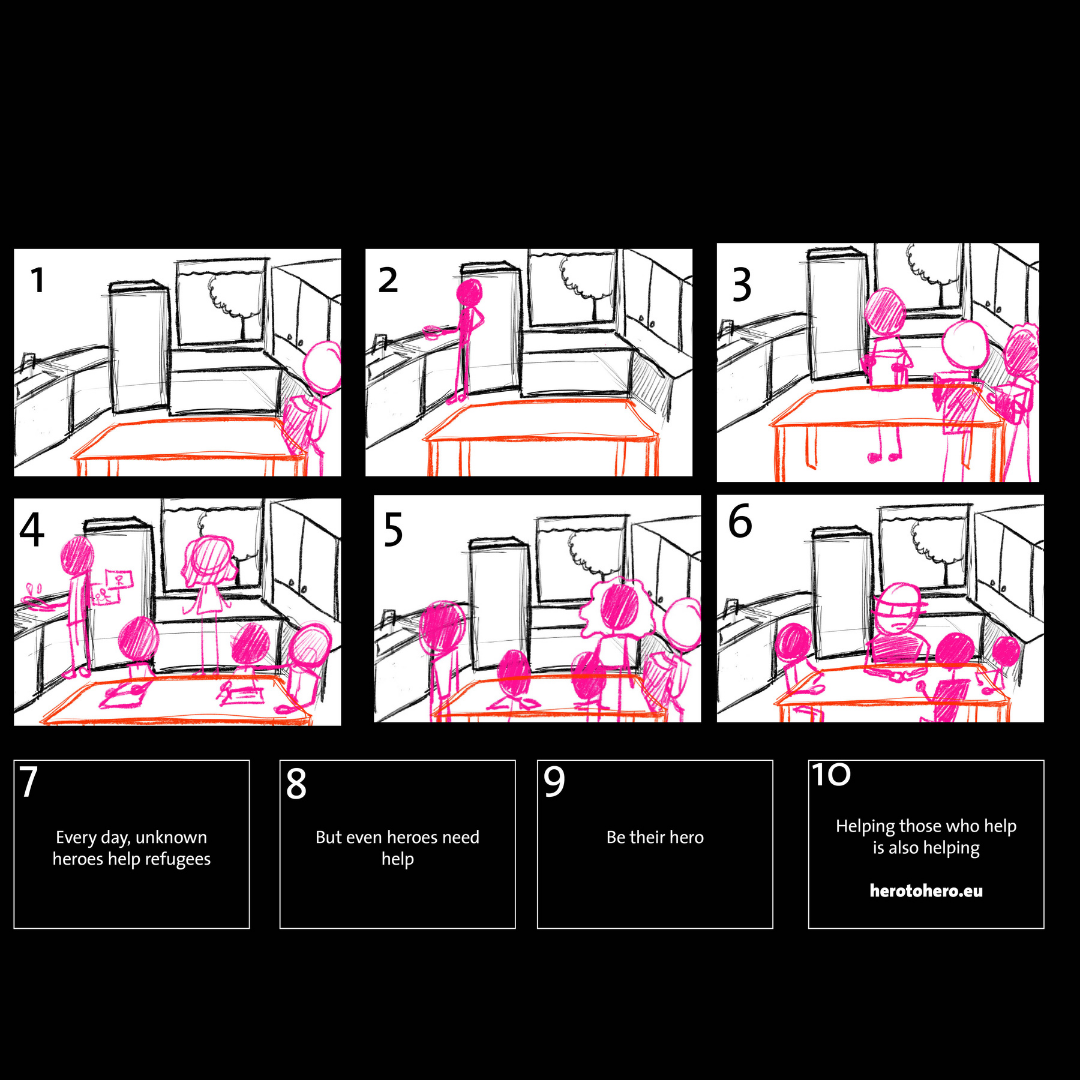 1
2
3
4
5
6
7
Every day, unknown
heroes help refugees
8
But even heroes need
help
9
Be their hero
10
Helping those who help
is also helping
herotohero.eu